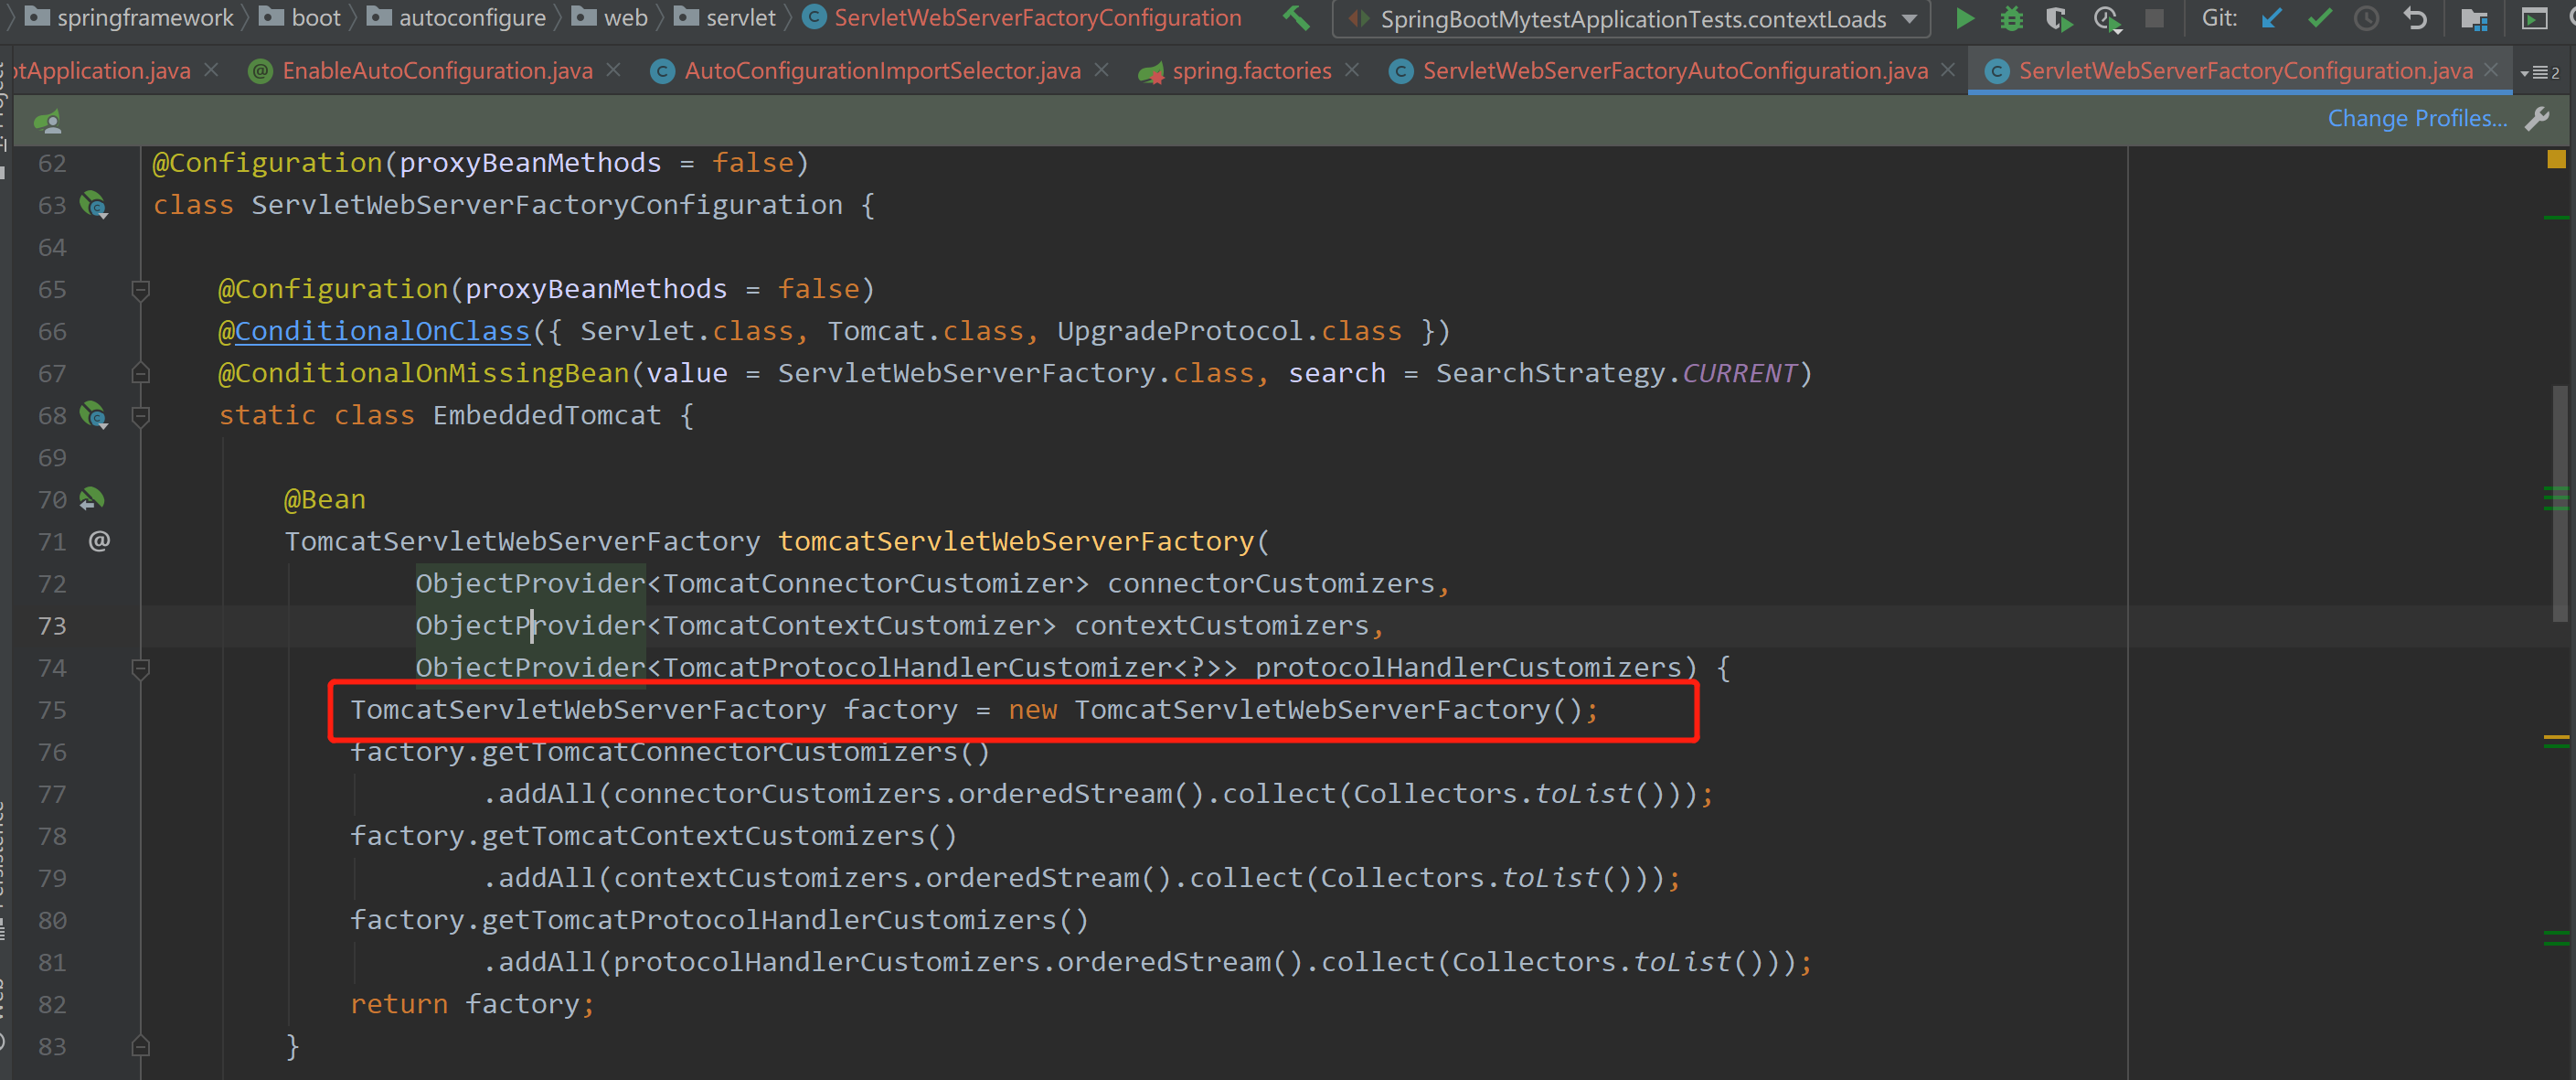 springframework boot autoconfigure web servlet ServletWebServerFactoryConfiguration SpringBootMytestApplicationTests.contextLoads Git:
otApplication.java EnableAutoConfiguration.java AutoConfigurationImportSelector.java spring.factories ServletWebServerFactoryAutoConfiguration.java ServletWebServerFactoryConfiguration.java 2
Change Profiles...
62 @Configuration(proxyBeanMethods = false)
63 class ServletWebServerFactoryConfiguration {
64
65 @Configuration(proxyBeanMethods = false)
66 @ConditionalOnClass({ Servlet.class, Tomcat.class, UpgradeProtocol.class })
67 @ConditionalOnMissingBean(value = ServletWebServerFactory.class, search = SearchStrategy.CURRENT)
68 static class EmbeddedTomcat {
69
70 @Bean
71 @ TomcatServletWebServerFactory tomcatServletWebServerFactory(
72 ObjectProvider<TomcatConnectorCustomizer> connectorCustomizers,
73 ObjectProvider<TomcatContextCustomizer> contextCustomizers,
74 ObjectProvider<TomcatProtocolHandlerCustomizer<?>> protocolHandlerCustomizers) {
75 TomcatServletWebServerFactory factory = new TomcatServletWebServerFactory();
76 factory.getTomcatConnectorCustomizers()
77 .addAll(connectorCustomizers.orderedStream().collect(Collectors.toList()));
78 factory.getTomcatContextCustomizers()
79 .addAll(contextCustomizers.orderedStream().collect(Collectors.toList()));
80 factory.getTomcatProtocolHandlerCustomizers()
81 .addAll(protocolHandlerCustomizers.orderedStream().collect(Collectors.toList()));
82 return factory;
83 }